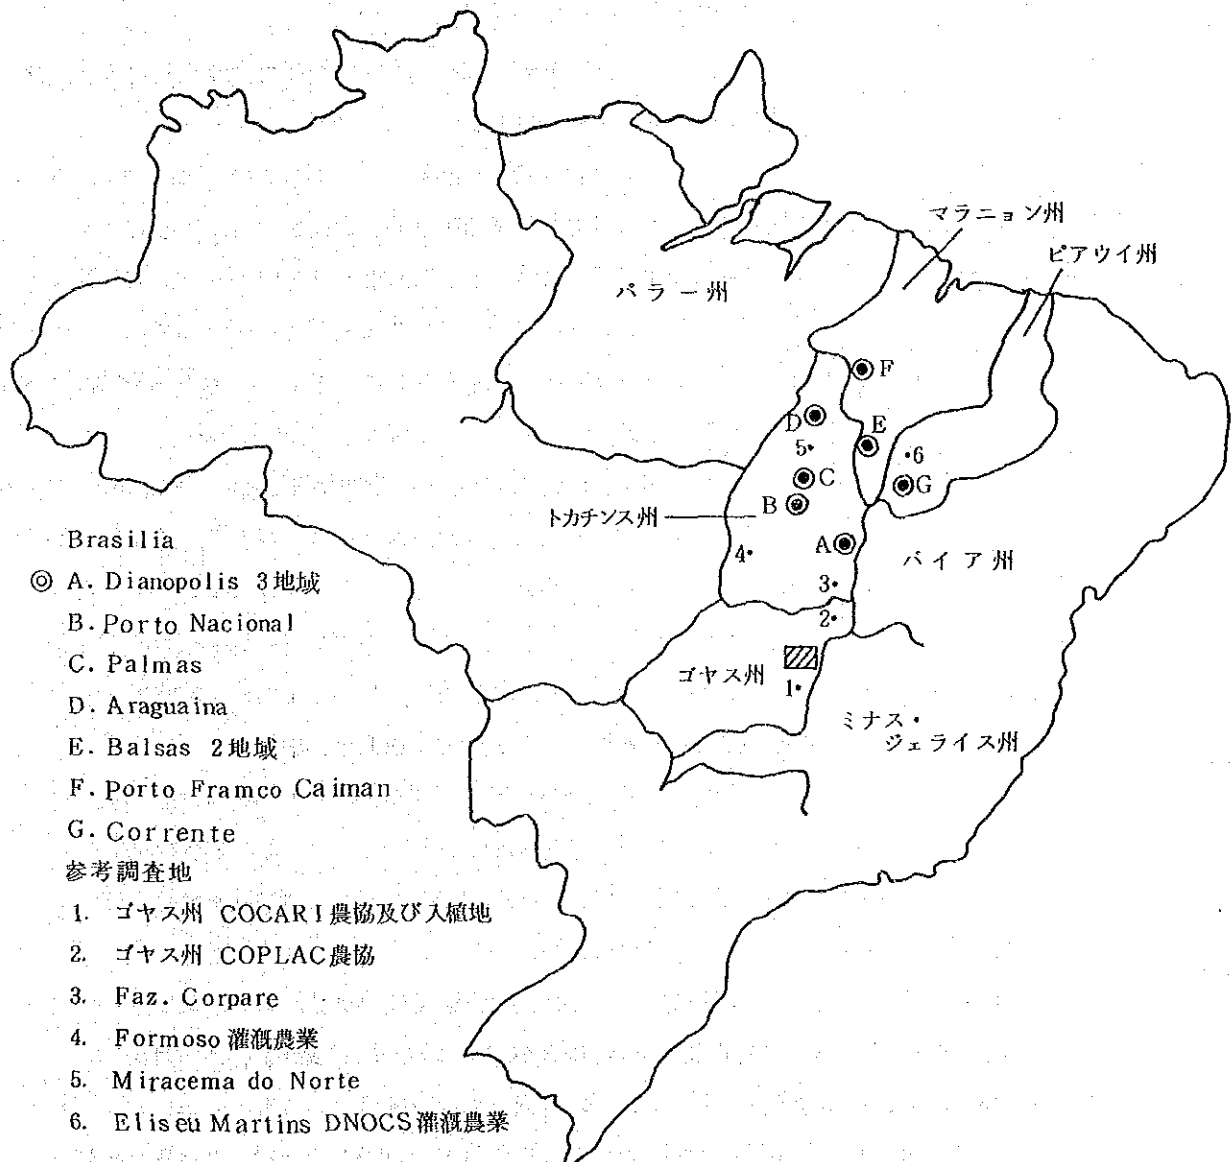 マラニョン州
ピアウイ州
パラー州
F
D
E
5
6
C
G
トカチンス州
B
4
A
バイア州
3
2
ゴヤス州
1
ミナス・
ジェライス州
Brasilia
◎ A. Dianopolis 3地域
B. Porto Nacional
C. Palmas
D. Araguaina
E. Balsas 2地域
F. Porto Framco Caiman
G. Corrente
参考調査地
1. ゴヤス州 COCARI農協及び入植地
2. ゴヤス州 COPLAC農協
3. Faz. Corpare
4. Formoso 灌漑農業
5. Miracema do Norte
6. Eliseu Martins DNOCS灌漑農業